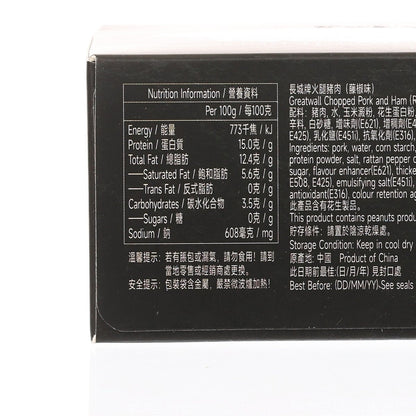 Nutrition Information / 營養資料
Per 100g / 每100克
Energy / 能量 773千焦 / kJ
Protein / 蛋白質 15.0克 / g
Total Fat / 總脂肪 12.4克 / g
—Saturated Fat / 飽和脂肪 5.6克 / g
—Trans Fat / 反式脂肪 0克 / g
Carbohydrates / 碳水化合物 3.5克 / g
—Sugars / 糖 0克 / g
Sodium / 鈉 608毫克 / mg
溫馨提示: 若有脹包或漏氣, 請勿食用! 請到
當地零售或經銷商處更換。
安全提示: 包裝袋含金屬, 嚴禁微波爐加熱!
長城牌火腿豬肉 (藤椒味)
Greatwall Chopped Pork and Ham (R
配料: 豬肉, 水, 玉米澱粉, 花生蛋白粉,
辛料, 白砂糖, 增味劑(E621), 增稠劑(E4
E425), 乳化鹽(E451i), 抗氧化劑(E316),
Ingredients: pork, water, corn starch,
protein powder, salt, rattan pepper
sugar, flavour enhancer(E621), thicke
E508, E425), emulsifying salt(E451i),
antioxidant(E316), colour retention ag
此產品含有花生製品。
This product contains peanuts produ
貯存條件: 請置於陰涼乾燥處。
Storage Condition: Keep in cool dry
原產地: 中國 Product of China
此日期前最佳(日/月/年) 見封口處
Best Before: (DD/MM/YY) See seals